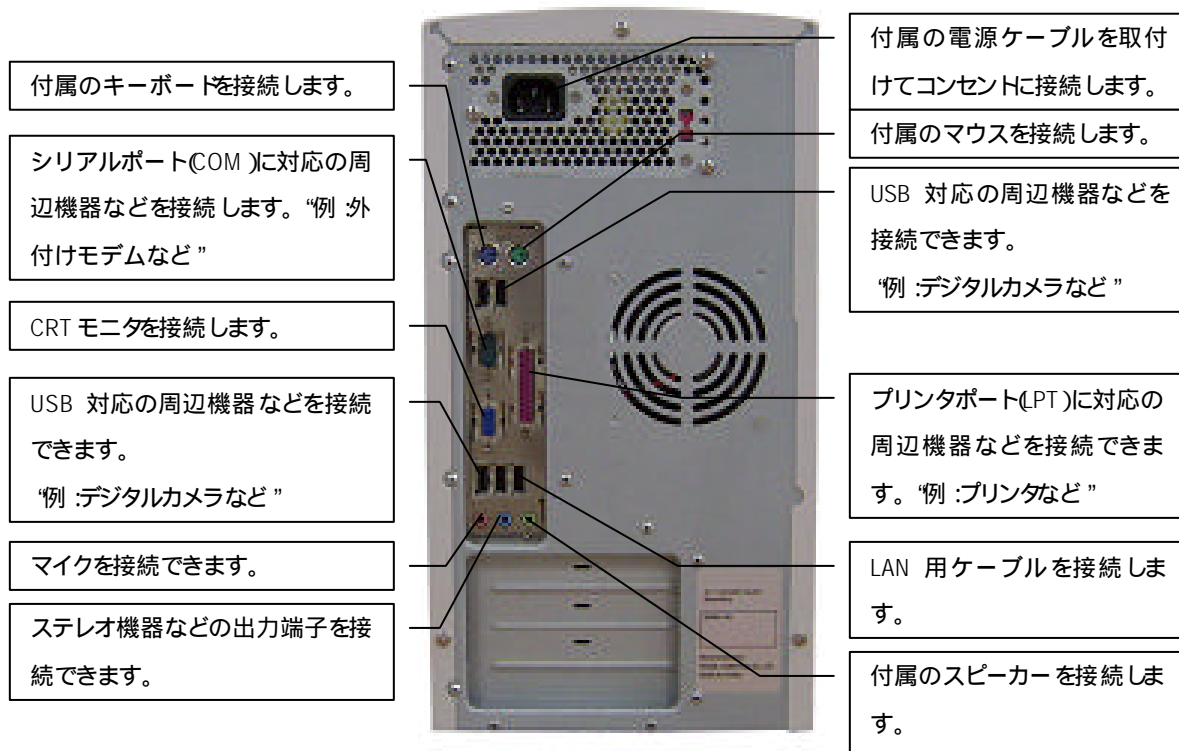 付属のキーボードを接続します。
シリアルポート(COM)に対応の周
辺機器などを接続します。“例:外
付けモデムなど”
CRT モニタを接続します。
USB 対応の周辺機器などを接続
できます。
“例:デジタルカメラなど”
マイクを接続できます。
ステレオ機器などの出力端子を接
続できます。
付属の電源ケーブルを取付
けてコンセントに接続します。
付属のマウスを接続します。
USB 対応の周辺機器などを
接続できます。
“例:デジタルカメラなど”
プリンタポート(LPT)に対応の
周辺機器などを接続できま
す。“例:プリンタなど”
LAN 用ケーブルを接続しま
す。
付属のスピーカーを接続しま
す。